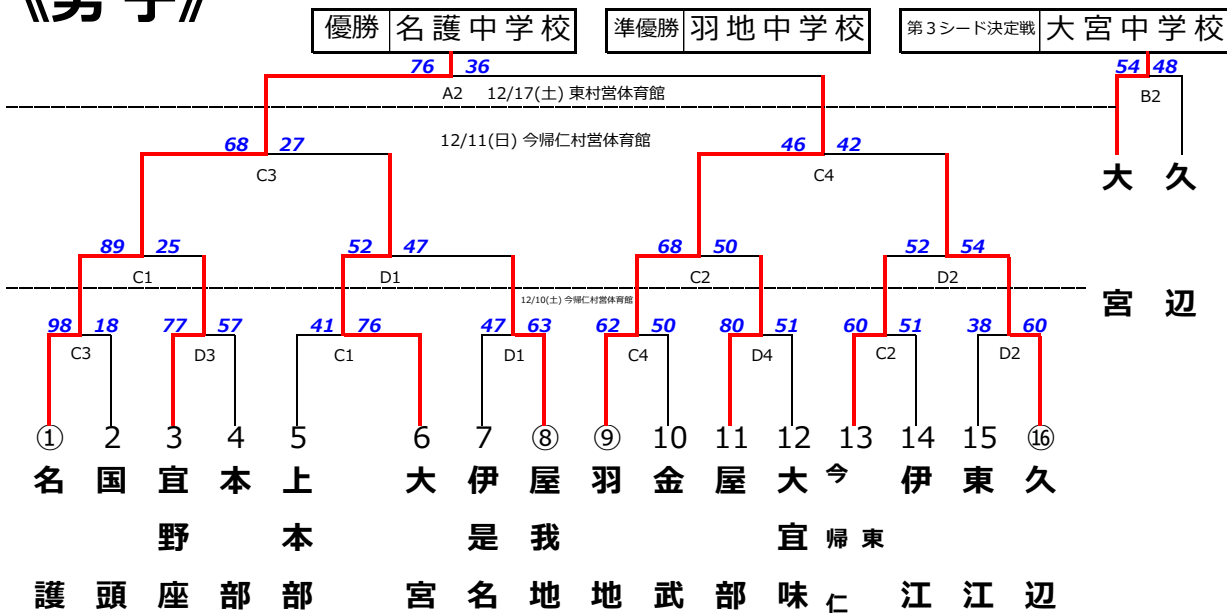 《男 子》
優勝 名護中学校 準優勝 羽地中学校 第3シード決定戦 大宮中学校
76 36 54 48
A2 12/17(土) 東村営体育館 B2
68 27 12/11(日) 今帰仁村営体育館 46 42
C3 C4
大宮 久辺
89 25 52 47 68 50 52 54
C1 D1 C2 D2
12/10(土) 今帰仁村営体育館
98 18 77 57 41 76 47 63 62 50 80 51 60 51 38 60
C3 D3 C1 D1 C4 D4 C2 D2
① 2 3 4 5 6 7 ⑧ ⑨ 10 11 12 13 14 15 ⑯
名護 国頭 宜野座 本部 上本部 大宮 伊是名 屋我地 羽地 金武 屋部 大宜味 今帰仁 東 伊江 東江 久辺